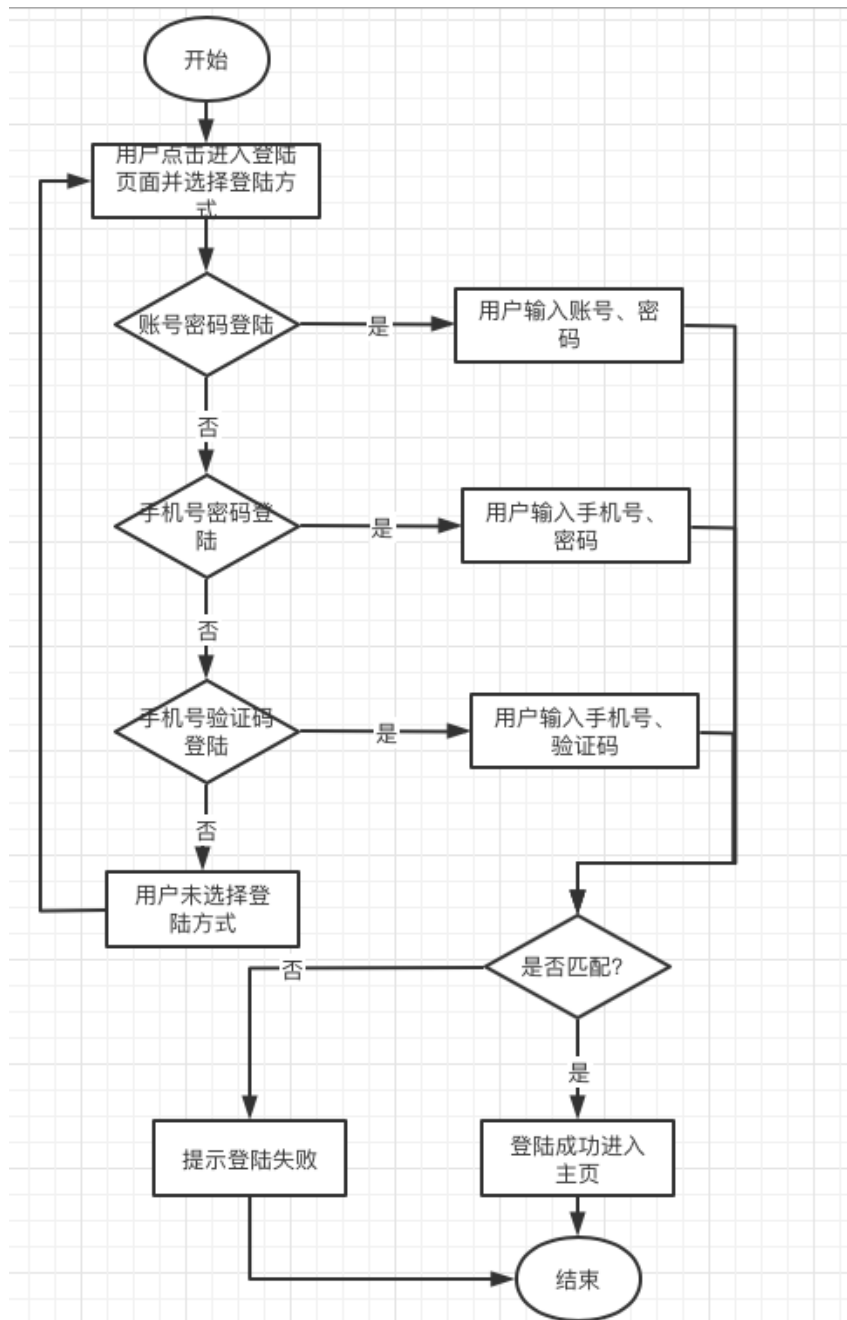 开始
用户点击进入登陆
页面并选择登陆方
式
账号密码登陆
是
用户输入账号、密
码
否
手机号密码登
陆
是
用户输入手机号、
密码
否
手机号验证码
登陆
是
用户输入手机号、
验证码
否
用户未选择登
陆方式
是否匹配?
否
是
提示登陆失败
登陆成功进入
主页
结束